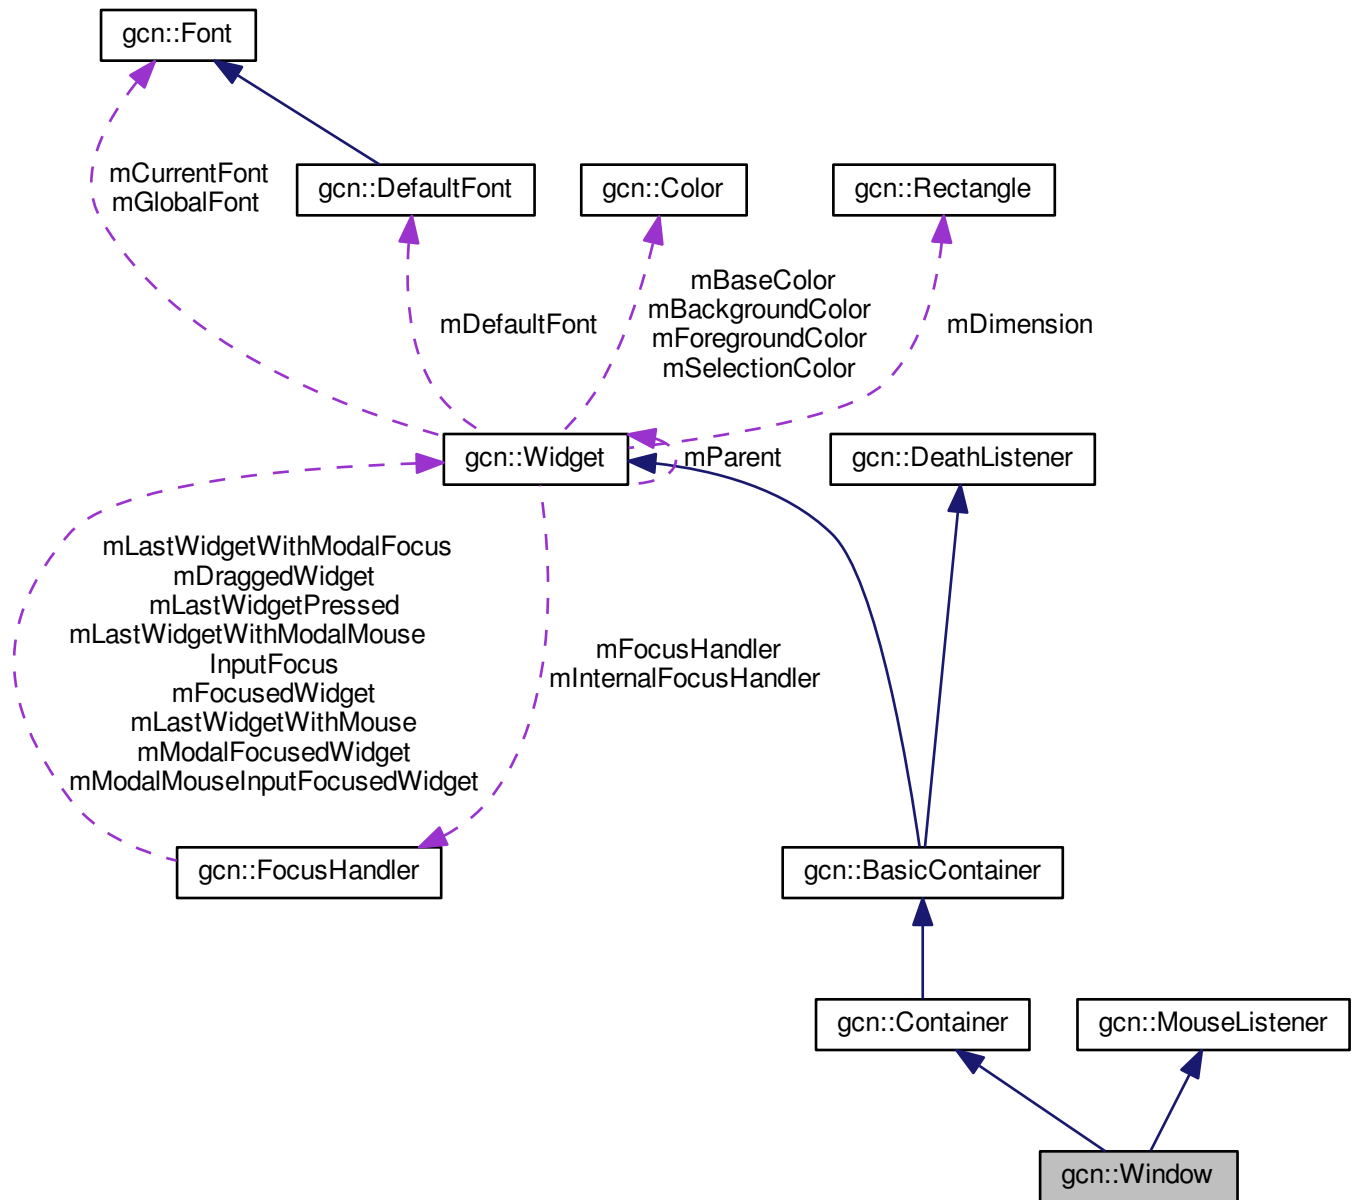 gcn::Font
mCurrentFont
mGlobalFont
gcn::DefaultFont
gcn::Color
gcn::Rectangle
mDefaultFont
mBaseColor
mBackgroundColor
mForegroundColor
mSelectionColor
mDimension
gcn::Widget
mParent
gcn::DeathListener
mLastWidgetWithModalFocus
mDraggedWidget
mLastWidgetPressed
mLastWidgetWithModalMouse
InputFocus
mFocusedWidget
mLastWidgetWithMouse
mModalFocusedWidget
mModalMouseInputFocusedWidget
mFocusHandler
mInternalFocusHandler
gcn::FocusHandler
gcn::BasicContainer
gcn::Container
gcn::MouseListener
gcn::Window